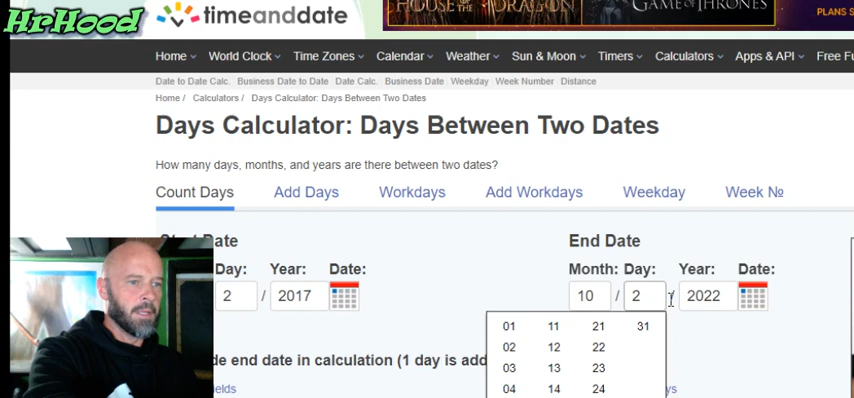 HrHood
timeanddate
HOUSE OF THE DRAGON
GAME OF THRONES
PLANS S
Home World Clock Time Zones Calendar Weather Sun & Moon Timers Calculators Apps & API Free Fu
Date to Date Calc. Business Date to Date Date Calc. Business Date Weekday Week Number Distance
Home / Calculators / Days Calculator: Days Between Two Dates
Days Calculator: Days Between Two Dates
How many days, months, and years are there between two dates?
Count Days Add Days Workdays Add Workdays Weekday Week №
Start Date End Date
Day: Year: Date: Month: Day: Year: Date:
2 / 2017 10 / 2 / 2022
01 11 21 31
02 12 22
de end date in calculation (1 day is add
03 13 23
ields
04 14 24
ys